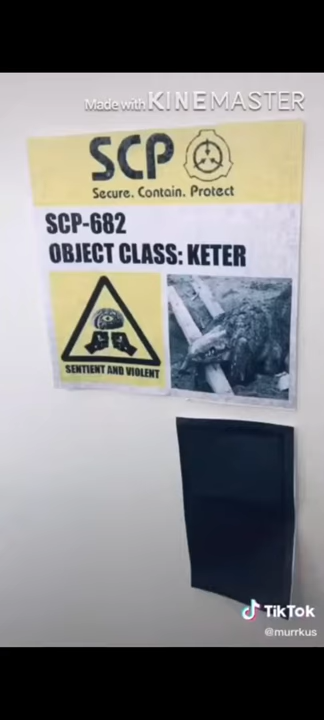 Made with KINEMASTER
SCP
Secure. Contain. Protect
SCP-682
OBJECT CLASS: KETER
SENTIENT AND VIOLENT
TikTok
@murrkus